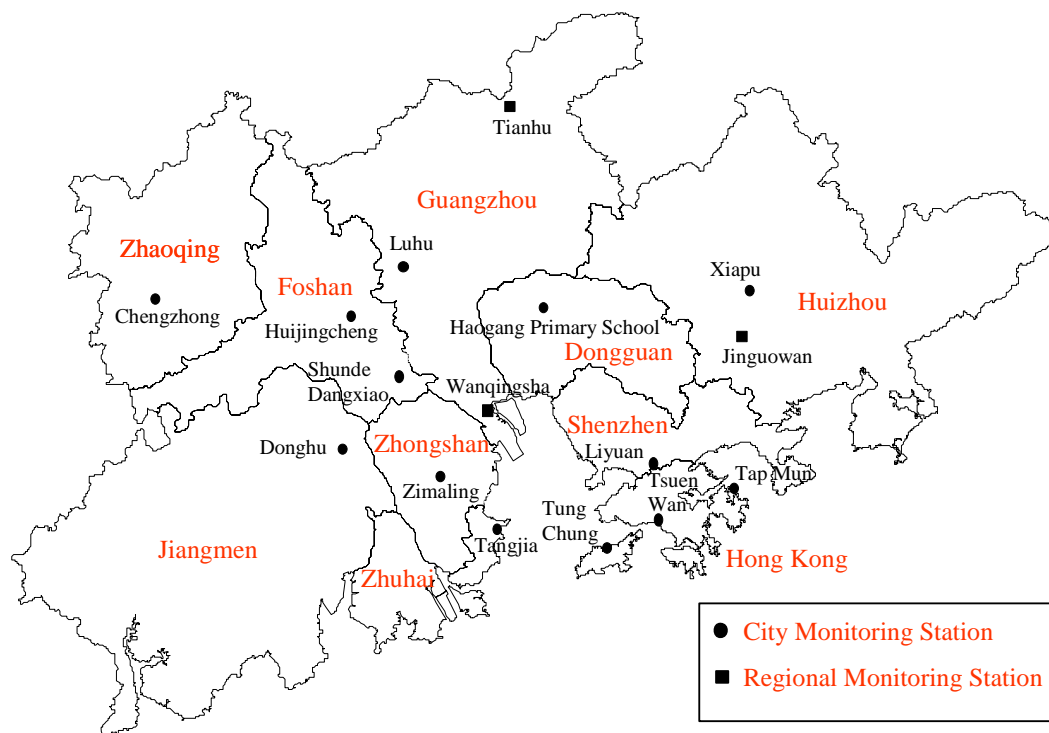 Tianhu
Guangzhou
Luhu
Zhaoqing
Chengzhong
Foshan
Huijingcheng
Xiapu
Huizhou
Haogang Primary School
Dongguan
Jinguowan
Shunde
Dangxiao
Wanqingsha
Shenzhen
Liyuan
Donghu
Zhongshan
Zimaling
Tsuen
Wan
Tap Mun
Tung
Chung
Tangjia
Jiangmen
Zhuhai
Hong Kong
City Monitoring Station
Regional Monitoring Station